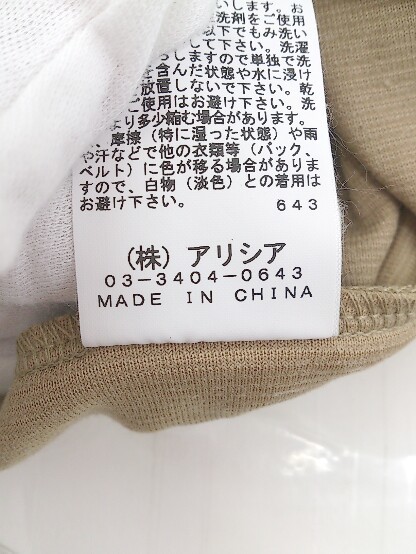 いします。お
洗剤をご使用
以下でもみ洗い
して下さい。洗濯
しますので単独で洗
を含んだ状態や水に浸け
放置しないで下さい。乾
ご使用はお避け下さい。洗
より多少縮む場合があります。
、摩擦（特に湿った状態）や雨
や汗などで他の衣類等（バック、
ベルト）に色が移る場合がありま
すので、白物（淡色）との着用は
お避け下さい。 643
（株）アリシア
03-3404-0643
MADE IN CHINA